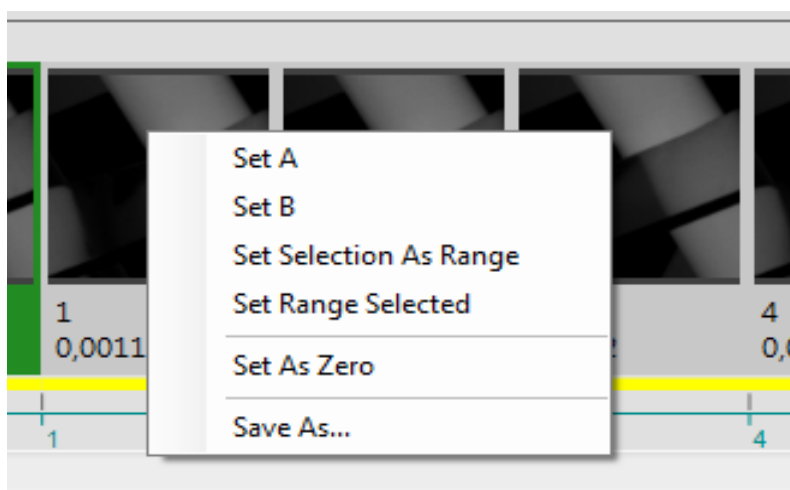 Set A
Set B
Set Selection As Range
Set Range Selected
Set As Zero
Save As...
1
0,0011
4
1
4